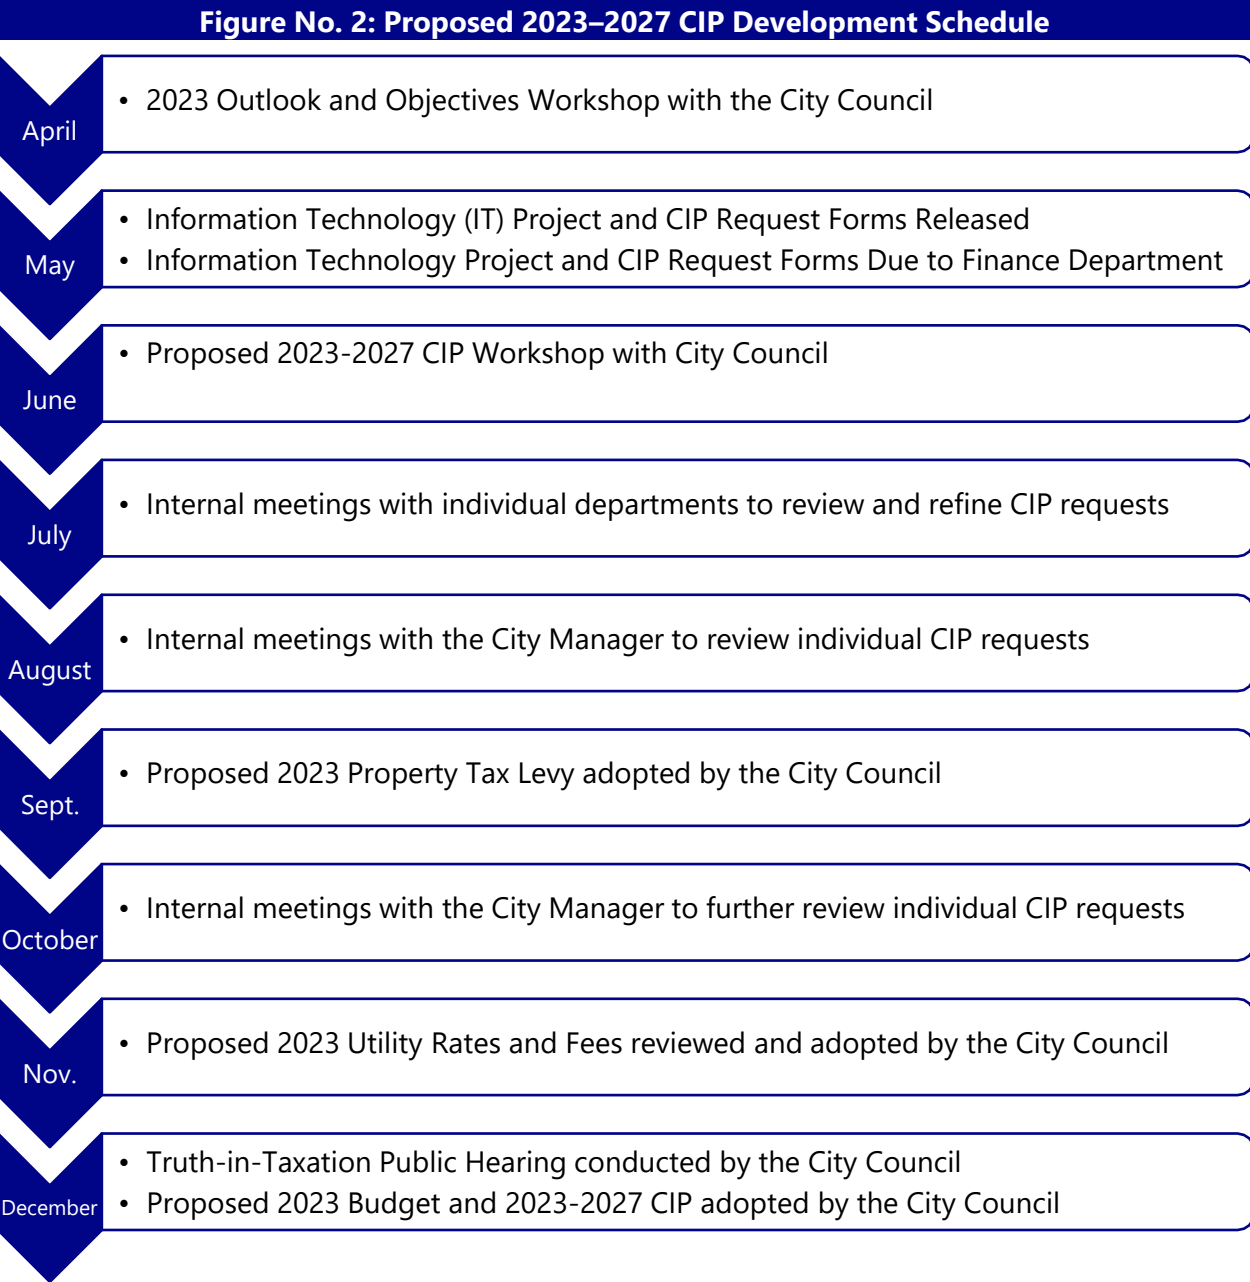 Figure No. 2: Proposed 2023–2027 CIP Development Schedule
April
• 2023 Outlook and Objectives Workshop with the City Council
May
• Information Technology (IT) Project and CIP Request Forms Released
• Information Technology Project and CIP Request Forms Due to Finance Department
June
• Proposed 2023-2027 CIP Workshop with City Council
July
• Internal meetings with individual departments to review and refine CIP requests
August
• Internal meetings with the City Manager to review individual CIP requests
Sept.
• Proposed 2023 Property Tax Levy adopted by the City Council
October
• Internal meetings with the City Manager to further review individual CIP requests
Nov.
• Proposed 2023 Utility Rates and Fees reviewed and adopted by the City Council
December
• Truth-in-Taxation Public Hearing conducted by the City Council
• Proposed 2023 Budget and 2023-2027 CIP adopted by the City Council